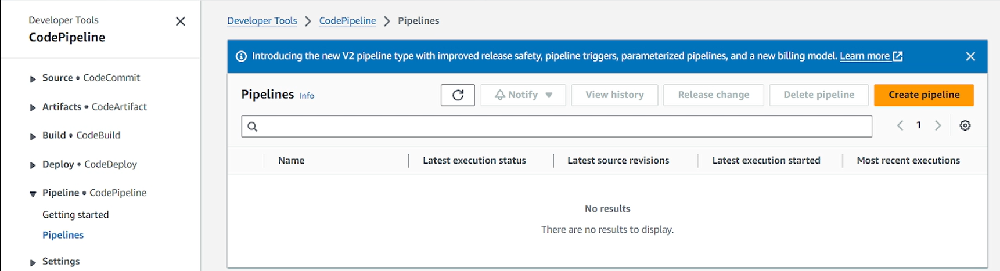 Developer Tools
CodePipeline
Source • CodeCommit
Artifacts • CodeArtifact
Build • CodeBuild
Deploy • CodeDeploy
Pipeline • CodePipeline
Getting started
Pipelines
Settings
Developer Tools > CodePipeline > Pipelines
Introducing the new V2 pipeline type with improved release safety, pipeline triggers, parameterized pipelines, and a new billing model. Learn more
Pipelines Info Notify View history Release change Delete pipeline Create pipeline
1
Name Latest execution status Latest source revisions Latest execution started Most recent executions
No results
There are no results to display.